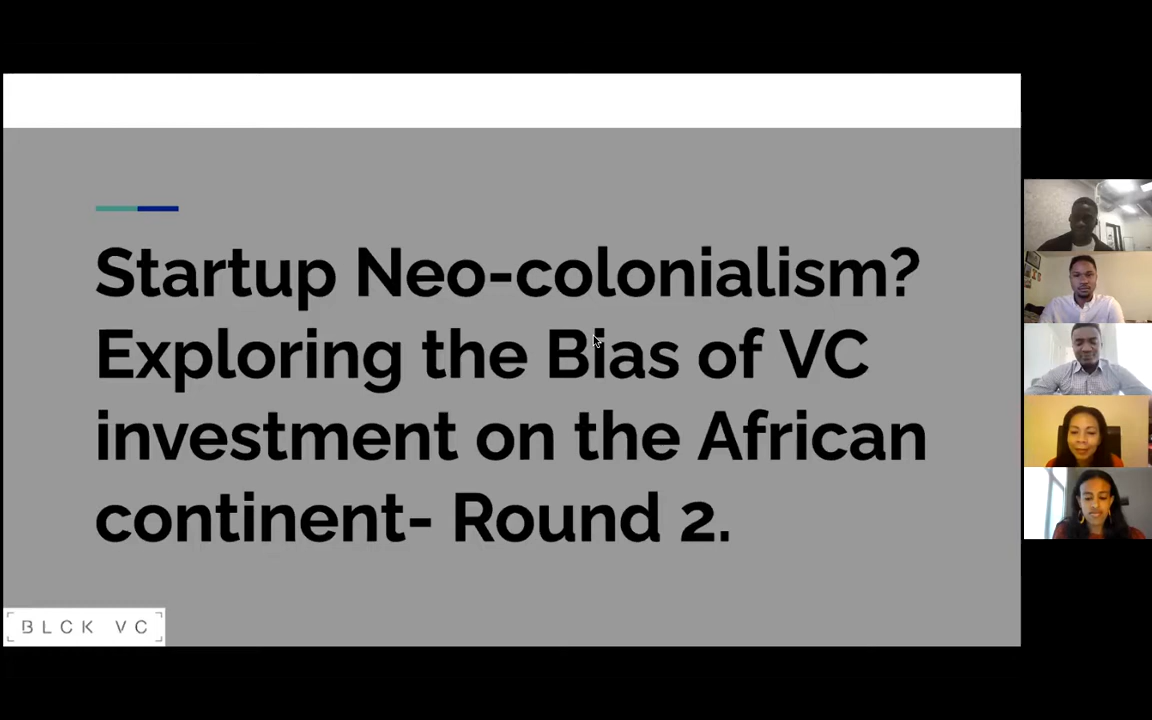 Startup Neo-colonialism?
Exploring the Bias of VC
investment on the African
continent- Round 2.
BLCK VC